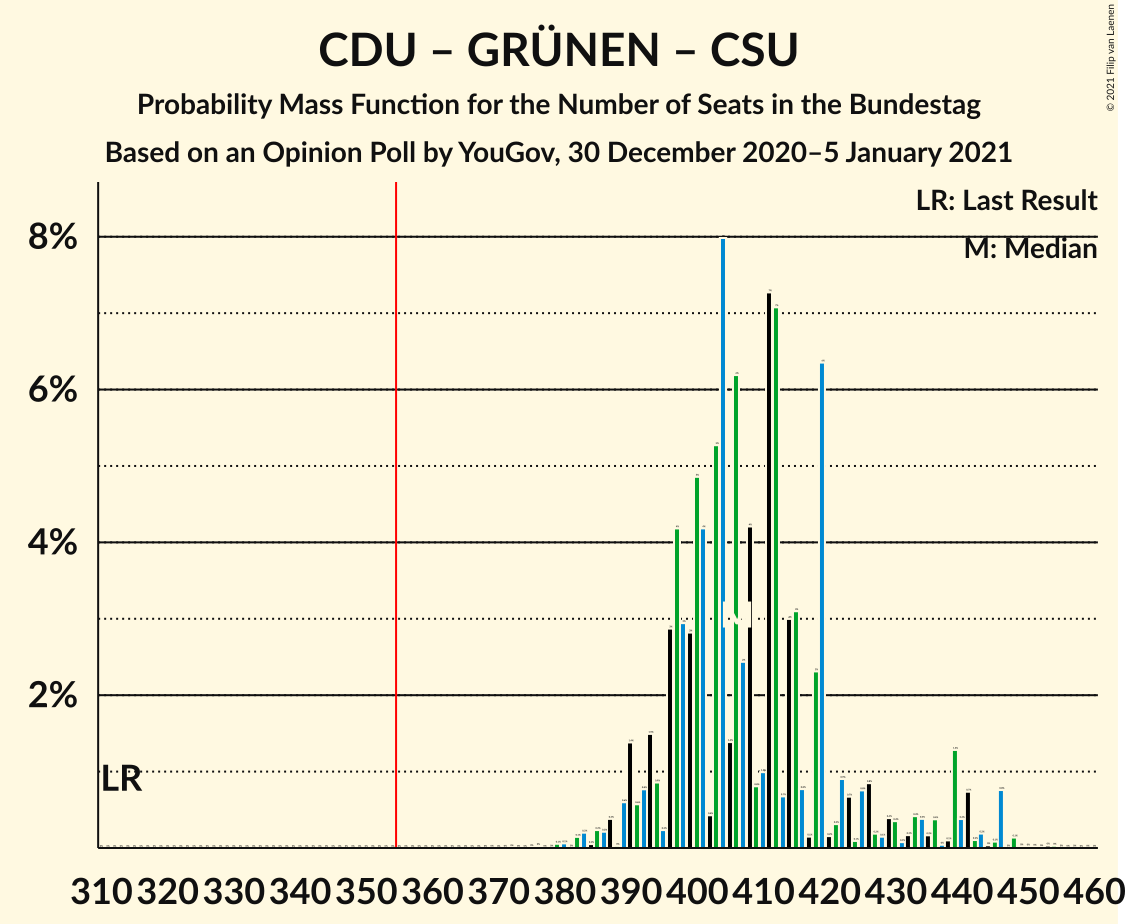 CDU – GRÜNEN – CSU
Probability Mass Function for the Number of Seats in the Bundestag
Based on an Opinion Poll by YouGov, 30 December 2020–5 January 2021
© 2021 Filip van Laenen
LR: Last Result
M: Median
8%
6%
4%
2%
LR
310 320 330 340 350 360 370 380 390 400 410 420 430 440 450 460